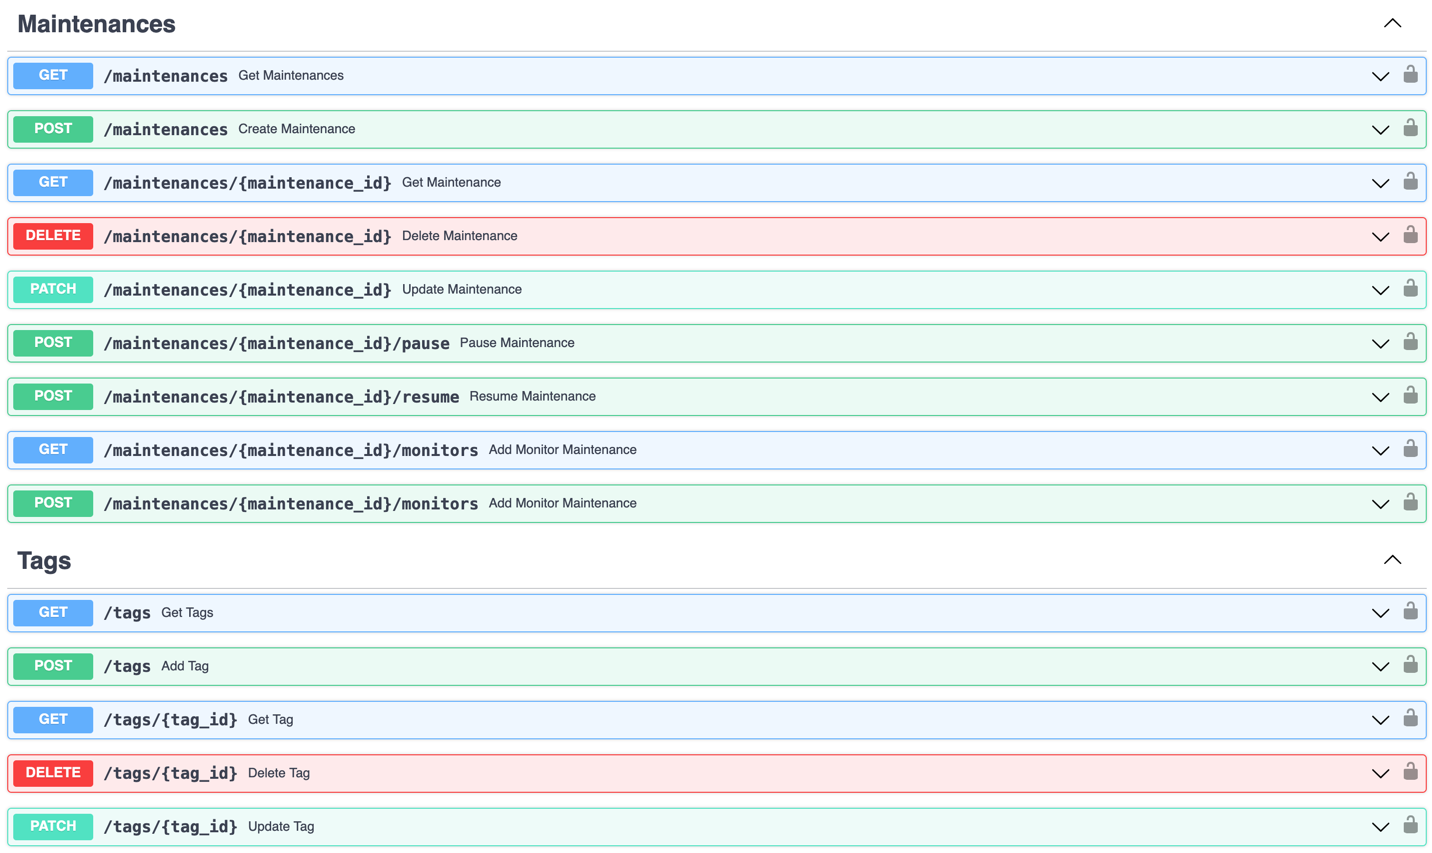 Maintenances
GET /maintenances Get Maintenances
POST /maintenances Create Maintenance
GET /maintenances/{maintenance_id} Get Maintenance
DELETE /maintenances/{maintenance_id} Delete Maintenance
PATCH /maintenances/{maintenance_id} Update Maintenance
POST /maintenances/{maintenance_id}/pause Pause Maintenance
POST /maintenances/{maintenance_id}/resume Resume Maintenance
GET /maintenances/{maintenance_id}/monitors Add Monitor Maintenance
POST /maintenances/{maintenance_id}/monitors Add Monitor Maintenance
Tags
GET /tags Get Tags
POST /tags Add Tag
GET /tags/{tag_id} Get Tag
DELETE /tags/{tag_id} Delete Tag
PATCH /tags/{tag_id} Update Tag